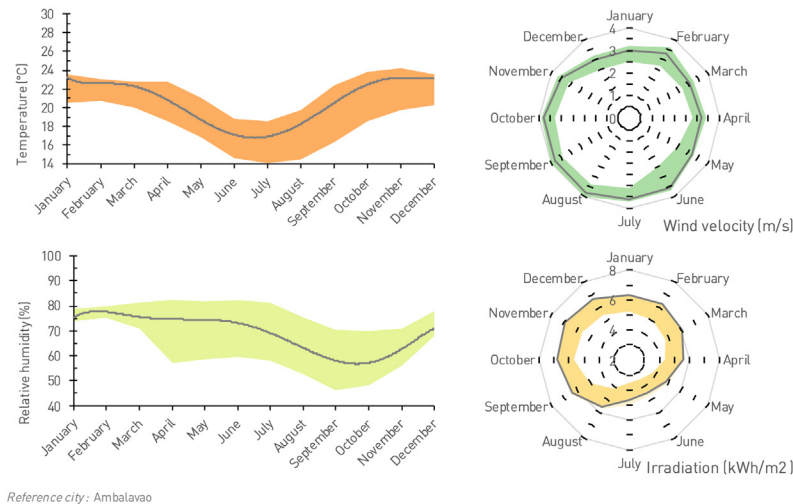 30
28
26
24
22
20
18
16
14
Temperature (°C)
January
February
March
April
May
June
July
August
September
October
November
December
January
February
March
April
May
June
July
August
September
October
November
December
4
3
2
1
0
Wind velocity (m/s)
100
90
80
70
60
50
40
Relative humidity (%)
January
February
March
April
May
June
July
August
September
October
November
December
January
February
March
April
May
June
July
August
September
October
November
December
8
6
4
2
Irradiation (kWh/m2)
Reference city: Ambalavao